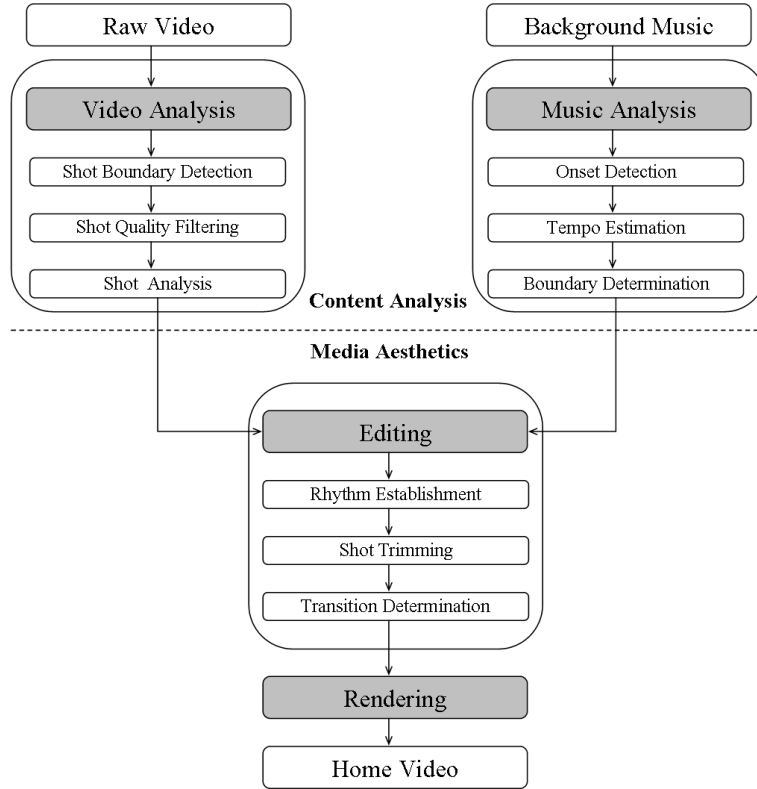 Raw Video
Background Music
Video Analysis
Music Analysis
Shot Boundary Detection
Onset Detection
Shot Quality Filtering
Tempo Estimation
Shot Analysis
Boundary Determination
Content Analysis
Media Aesthetics
Editing
Rhythm Establishment
Shot Trimming
Transition Determination
Rendering
Home Video